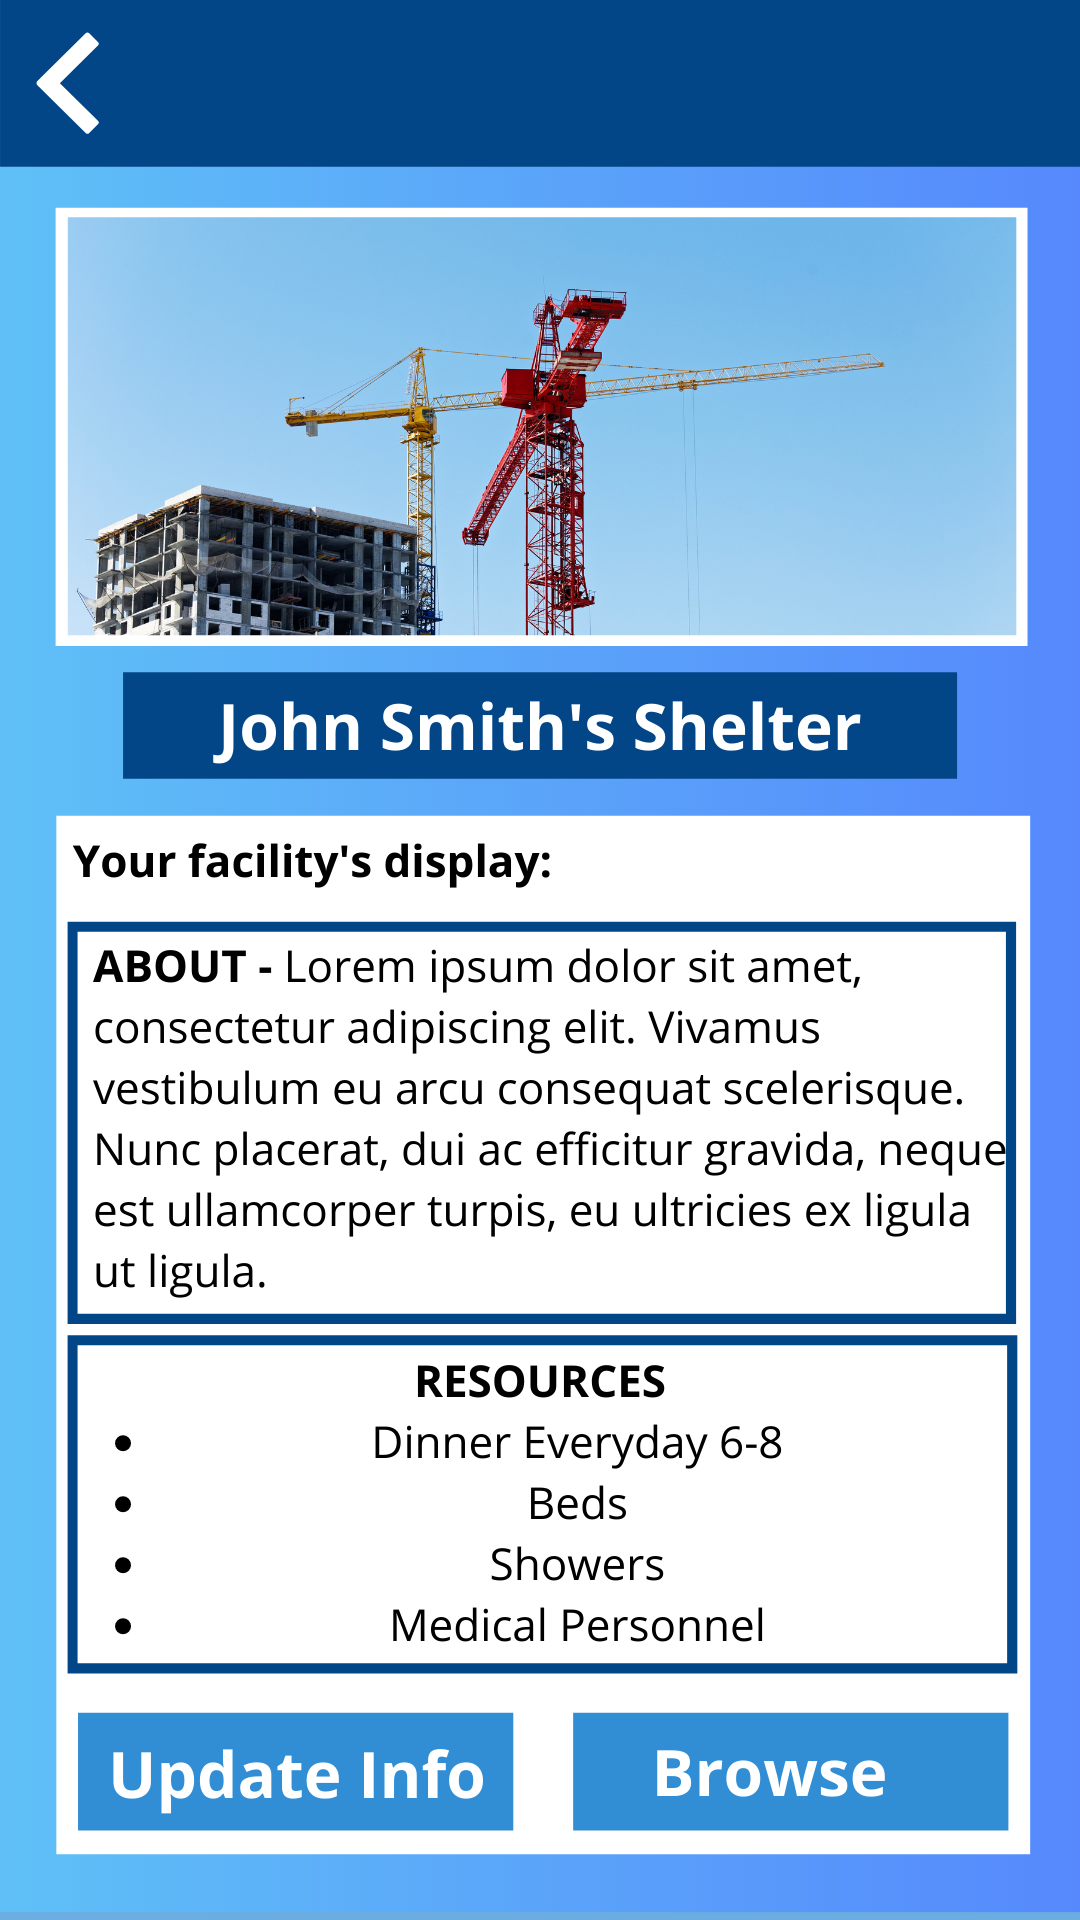 John Smith's Shelter
Your facility's display:
ABOUT - Lorem ipsum dolor sit amet,
consectetur adipiscing elit. Vivamus
vestibulum eu arcu consequat scelerisque.
Nunc placerat, dui ac efficitur gravida, neque
est ullamcorper turpis, eu ultricies ex ligula
ut ligula.
RESOURCES
• Dinner Everyday 6-8
• Beds
• Showers
• Medical Personnel
Update Info
Browse